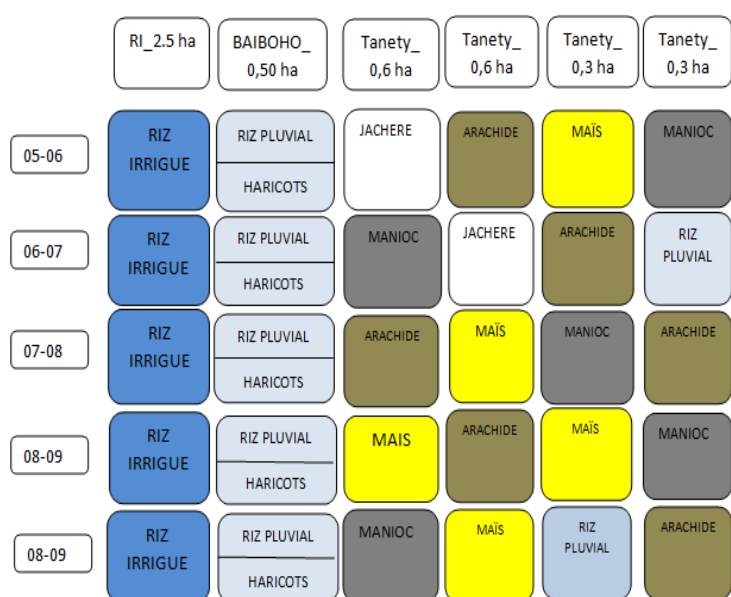 RI_2.5 ha
BAIBOHO_
0,50 ha
Tanety_
0,6 ha
Tanety_
0,6 ha
Tanety_
0,3 ha
Tanety_
0,3 ha
05-06
RIZ
IRRIGUE
RIZ PLUVIAL
HARICOTS
JACHERE
ARACHIDE
MAÏS
MANIOC
06-07
RIZ
IRRIGUE
RIZ PLUVIAL
HARICOTS
MANIOC
JACHERE
ARACHIDE
RIZ
PLUVIAL
07-08
RIZ
IRRIGUE
RIZ PLUVIAL
HARICOTS
ARACHIDE
MAÏS
MANIOC
ARACHIDE
08-09
RIZ
IRRIGUE
RIZ PLUVIAL
HARICOTS
MAIS
ARACHIDE
MAÏS
MANIOC
08-09
RIZ
IRRIGUE
RIZ PLUVIAL
HARICOTS
MANIOC
MAÏS
RIZ
PLUVIAL
ARACHIDE